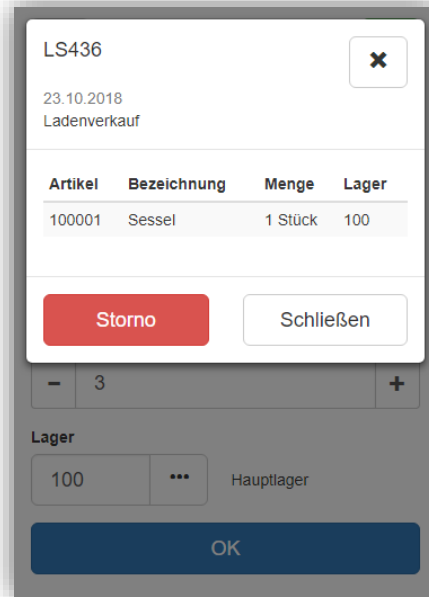 LS436
23.10.2018
Ladenverkauf
Artikel Bezeichnung Menge Lager
100001 Sessel 1 Stück 100
Storno Schließen
3
Lager
100 ••• Hauptlager
OK